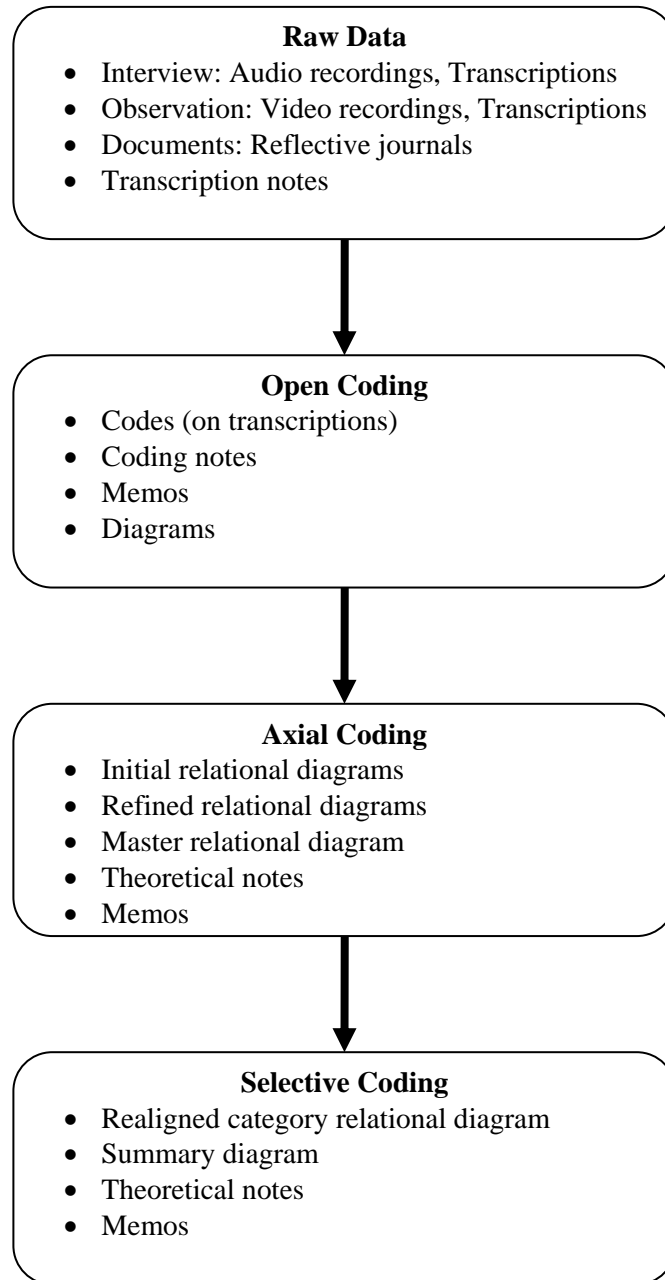 Raw Data
• Interview: Audio recordings, Transcriptions
• Observation: Video recordings, Transcriptions
• Documents: Reflective journals
• Transcription notes
Open Coding
• Codes (on transcriptions)
• Coding notes
• Memos
• Diagrams
Axial Coding
• Initial relational diagrams
• Refined relational diagrams
• Master relational diagram
• Theoretical notes
• Memos
Selective Coding
• Realigned category relational diagram
• Summary diagram
• Theoretical notes
• Memos